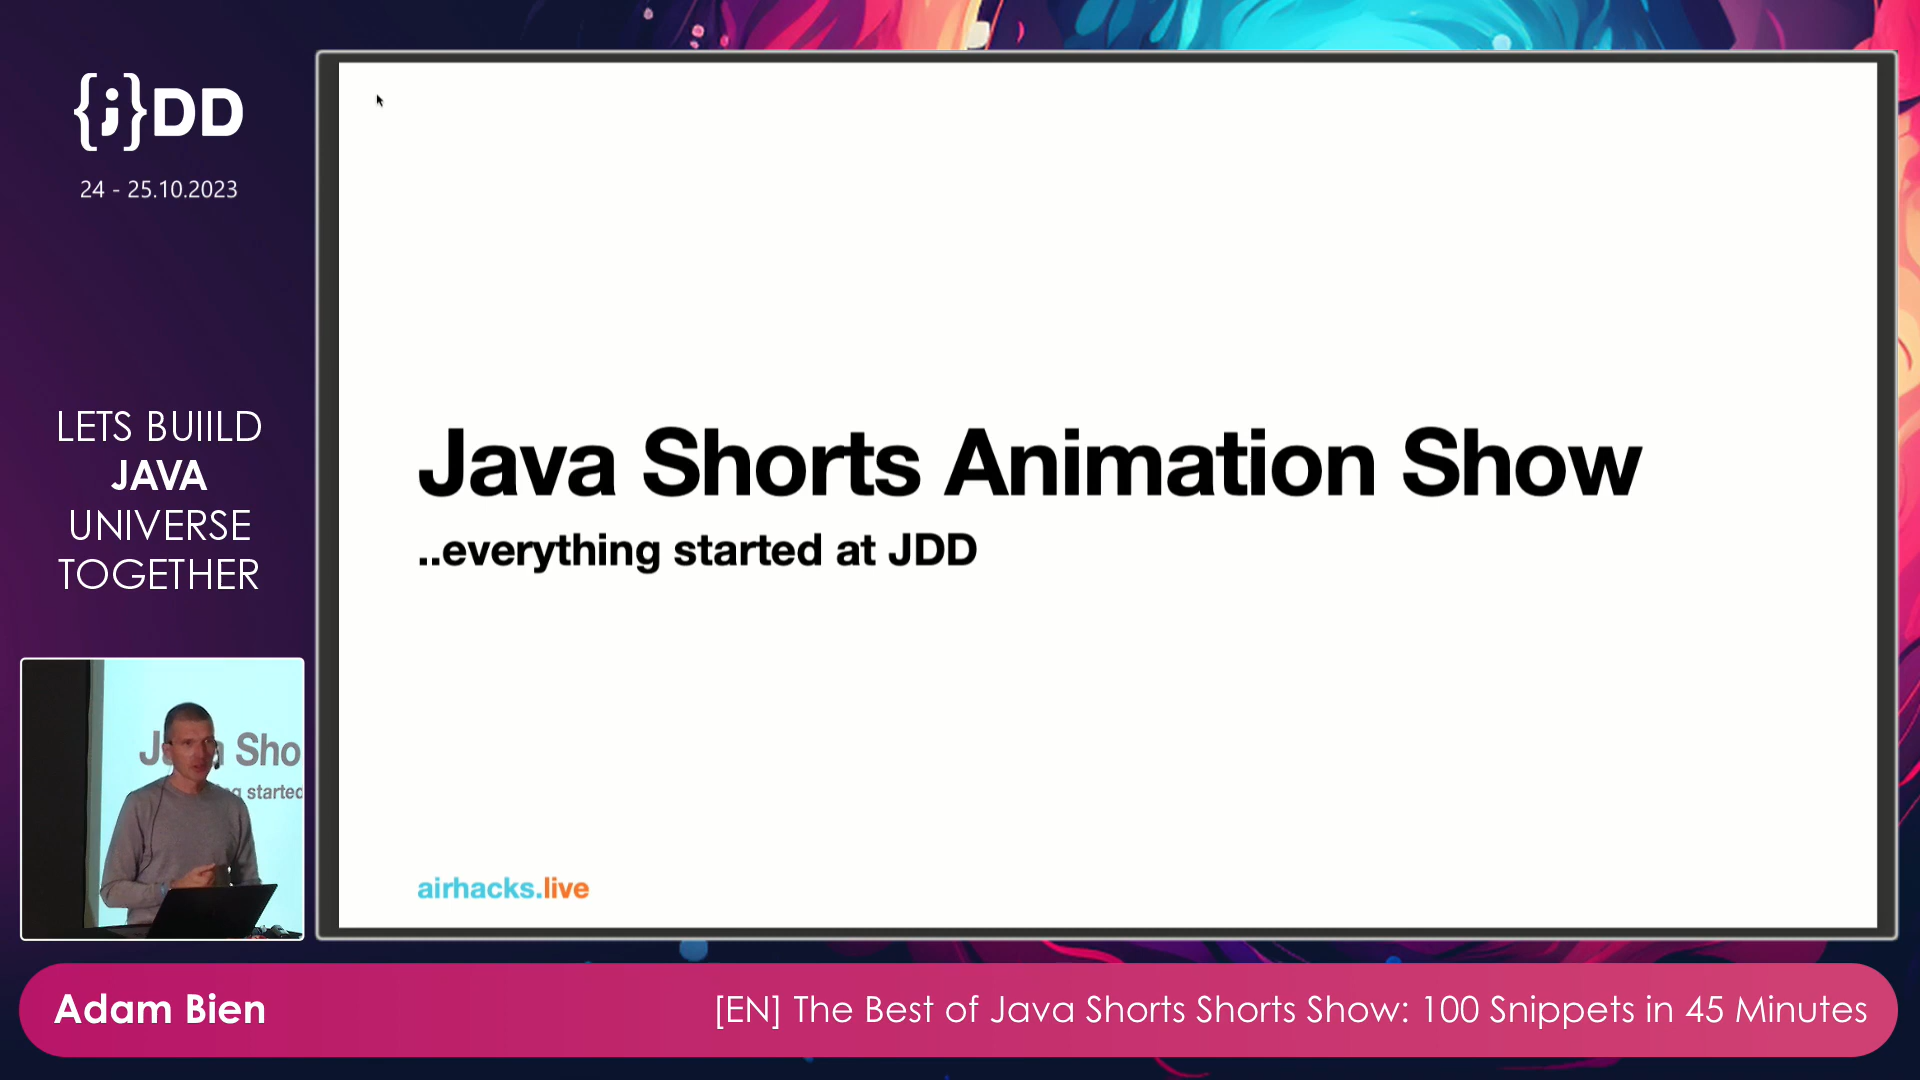 {j}DD
24 - 25.10.2023
LETS BUIILD
JAVA
UNIVERSE
TOGETHER
Java Shorts Animation Show
..everything started at JDD
airhacks.live
J a Sho
g started
Adam Bien
[EN] The Best of Java Shorts Shorts Show: 100 Snippets in 45 Minutes